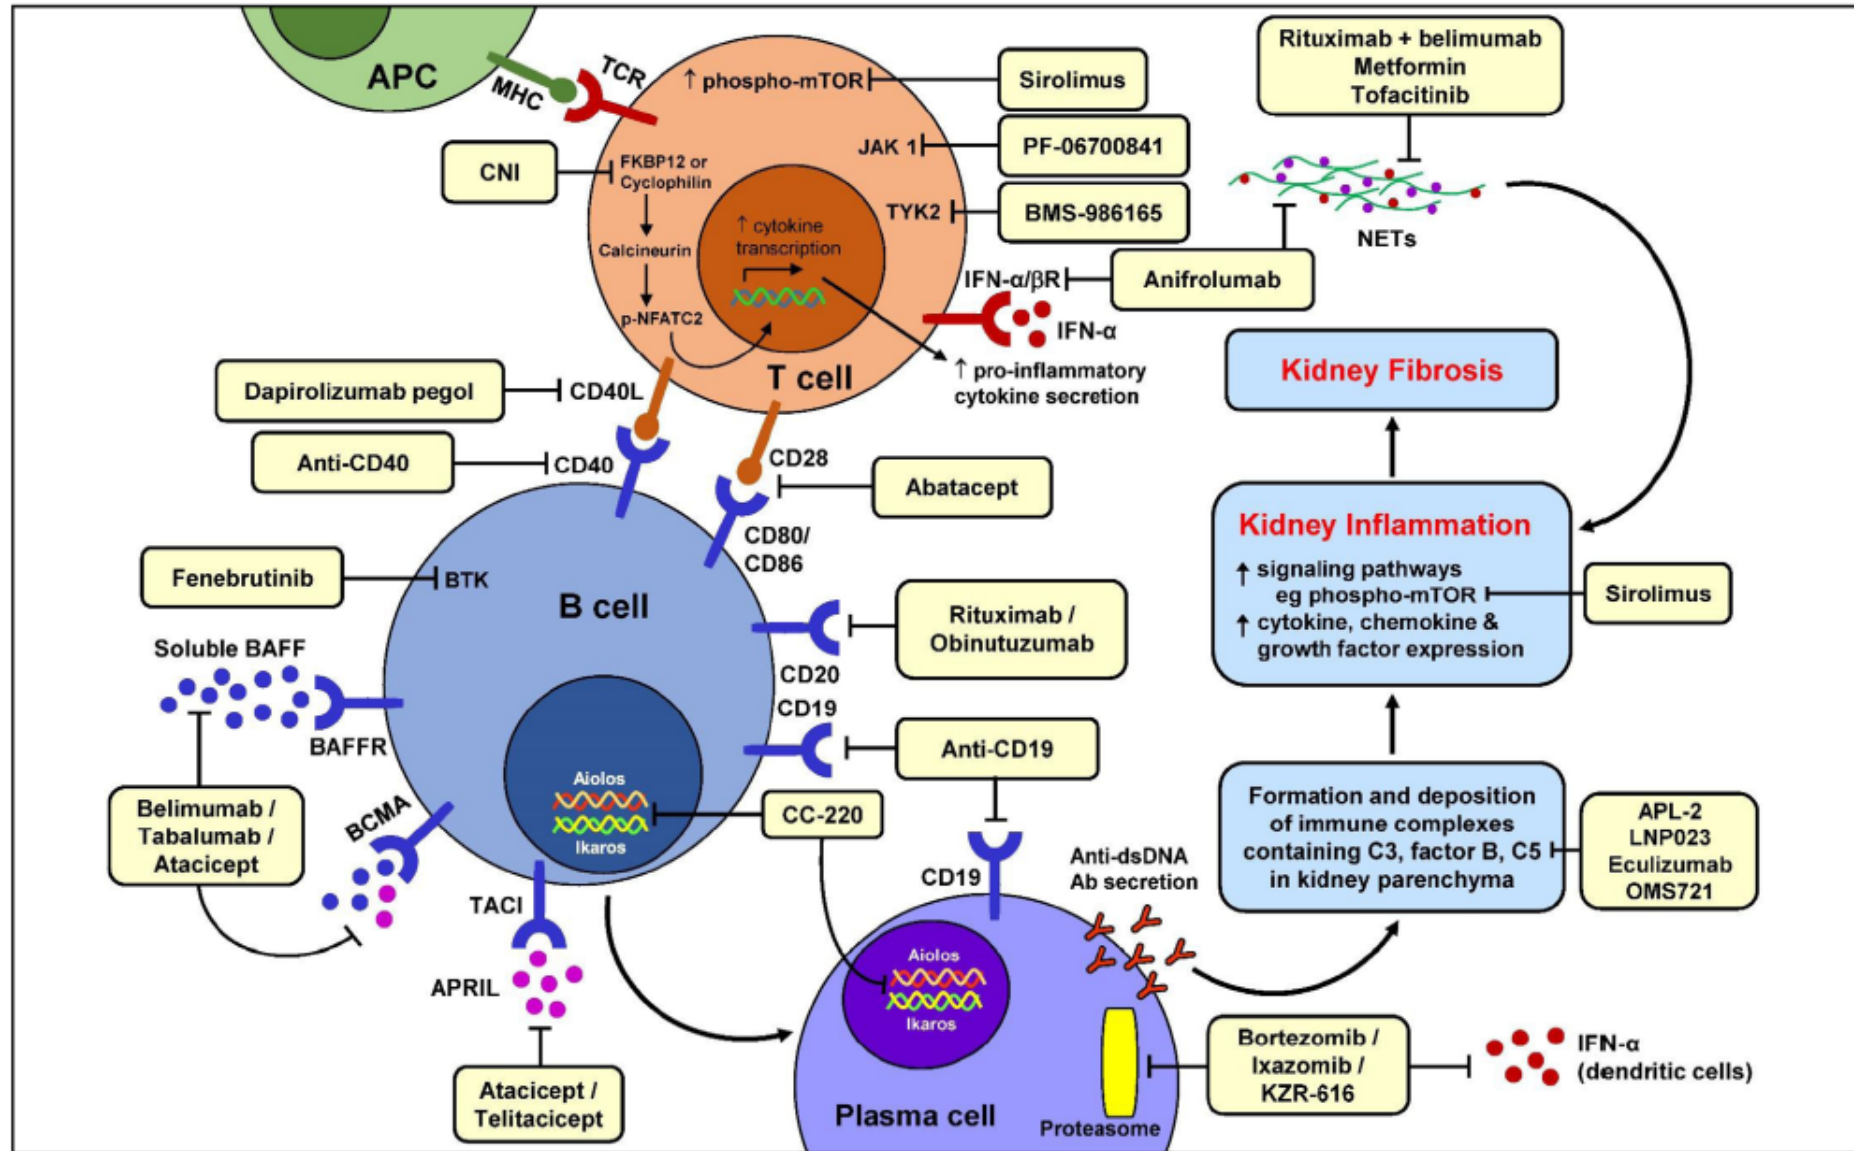 APC
MHC
TCR
↑ phospho-mTOR
Sirolimus
Rituximab + belimumab
Metformin
Tofacitinib
JAK 1
PF-06700841
CNI
FKBP12 or
Cyclophilin
TYK2
BMS-986165
↑ cytokine
transcription
Calcineurin
NETs
IFN-α/βR
Anifrolumab
p-NFATC2
IFN-α
T cell
↑ pro-inflammatory
cytokine secretion
Kidney Fibrosis
Dapirolizumab pegol
CD40L
Anti-CD40
CD40
CD28
Abatacept
CD80/
CD86
Kidney Inflammation
↑ signaling pathways
eg phospho-mTOR
↑ cytokine, chemokine &
growth factor expression
Sirolimus
Fenebrutinib
BTK
B cell
Rituximab /
Obinutuzumab
CD20
Soluble BAFF
BAFFR
CD19
Anti-CD19
Aiolos
Ikaros
CC-220
Belimumab /
Tabalumab /
Atacicept
BCMA
Formation and deposition
of immune complexes
containing C3, factor B, C5
in kidney parenchyma
APL-2
LNP023
Eculizumab
OMS721
TACI
CD19
Anti-dsDNA
Ab secretion
APRIL
Aiolos
Ikaros
Atacicept /
Telitacicept
Plasma cell
Proteasome
Bortezomib /
Ixazomib /
KZR-616
IFN-α
(dendritic cells)